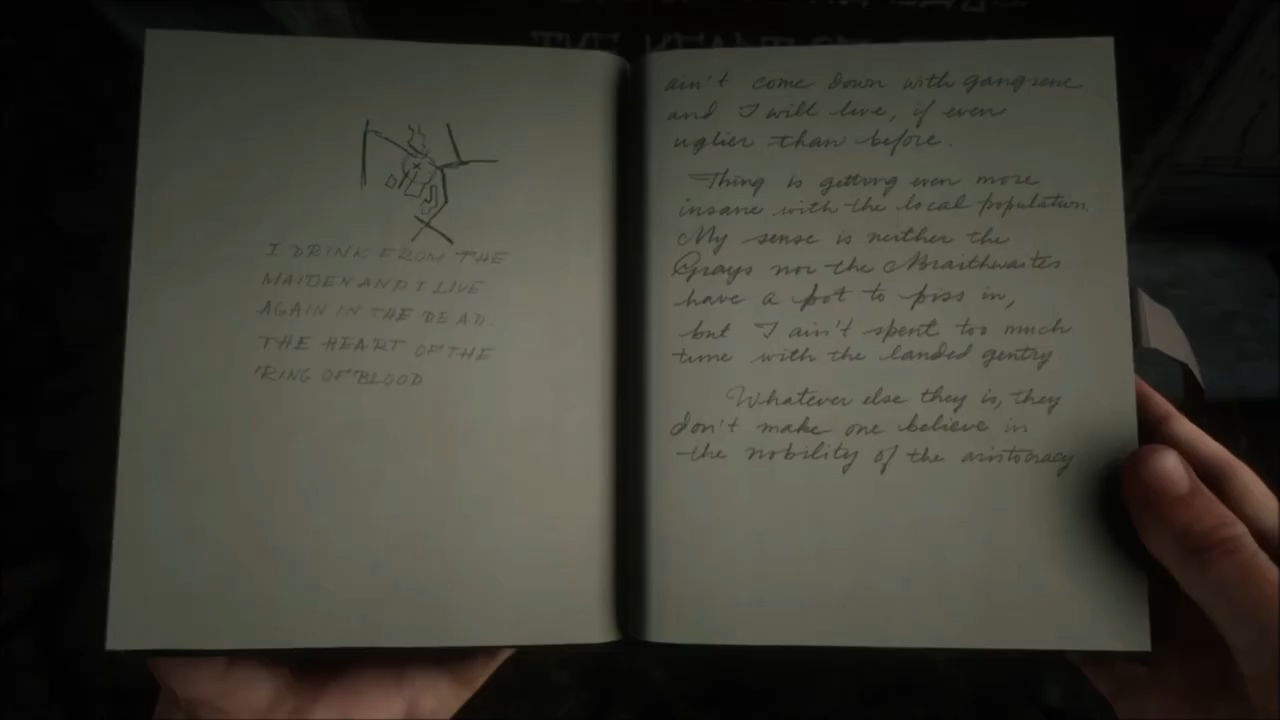 I DRINK FROM THE
MAIDEN AND I LIVE
AGAIN IN THE DEAD.
THE HEART OF THE
RING OF BLOOD
ain't come down with gangrene
and I will live, if even
uglier than before.
Thing is getting even more
insane with the local population.
My sense is neither the
Grays nor the Braithwaites
have a pot to piss in,
but I ain't spent too much
time with the landed gentry
Whatever else they is, they
don't make one believe in
the nobility of the aristocracy